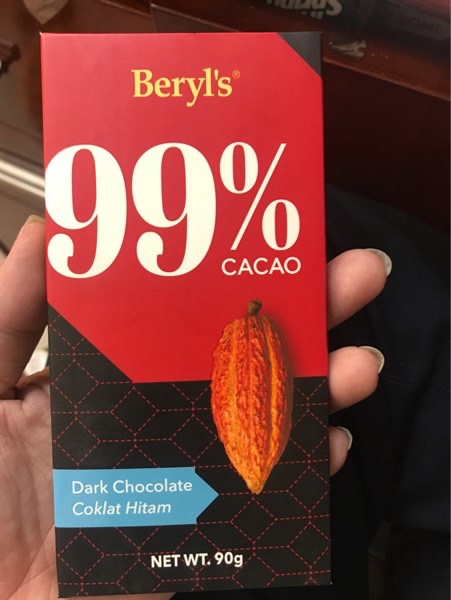 Beryl's®
99%
CACAO
Dark Chocolate
Coklat Hitam
NET WT. 90g